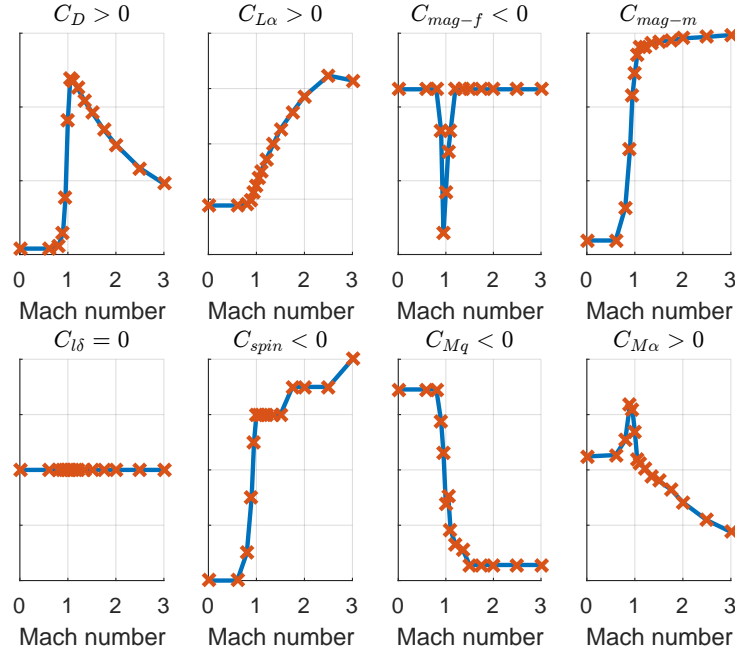 C_D > 0 C_{Lα} > 0 C_{mag−f} < 0 C_{mag−m}
0 1 2 3 0 1 2 3 0 1 2 3 0 1 2 3
Mach number Mach number Mach number Mach number
C_{lδ} = 0 C_{spin} < 0 C_{Mq} < 0 C_{Mα} > 0
0 1 2 3 0 1 2 3 0 1 2 3 0 1 2 3
Mach number Mach number Mach number Mach number